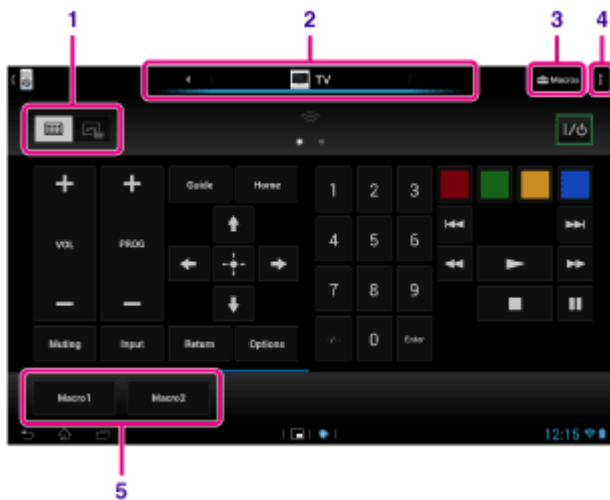 1 2 3 4
TV
Macros
I/
Guide Home
1 2 3
VOL PROG
4 5 6
7 8 9
Muting Input Return Options
-/-- 0 Enter
Macro1 Macro2
12:15
5